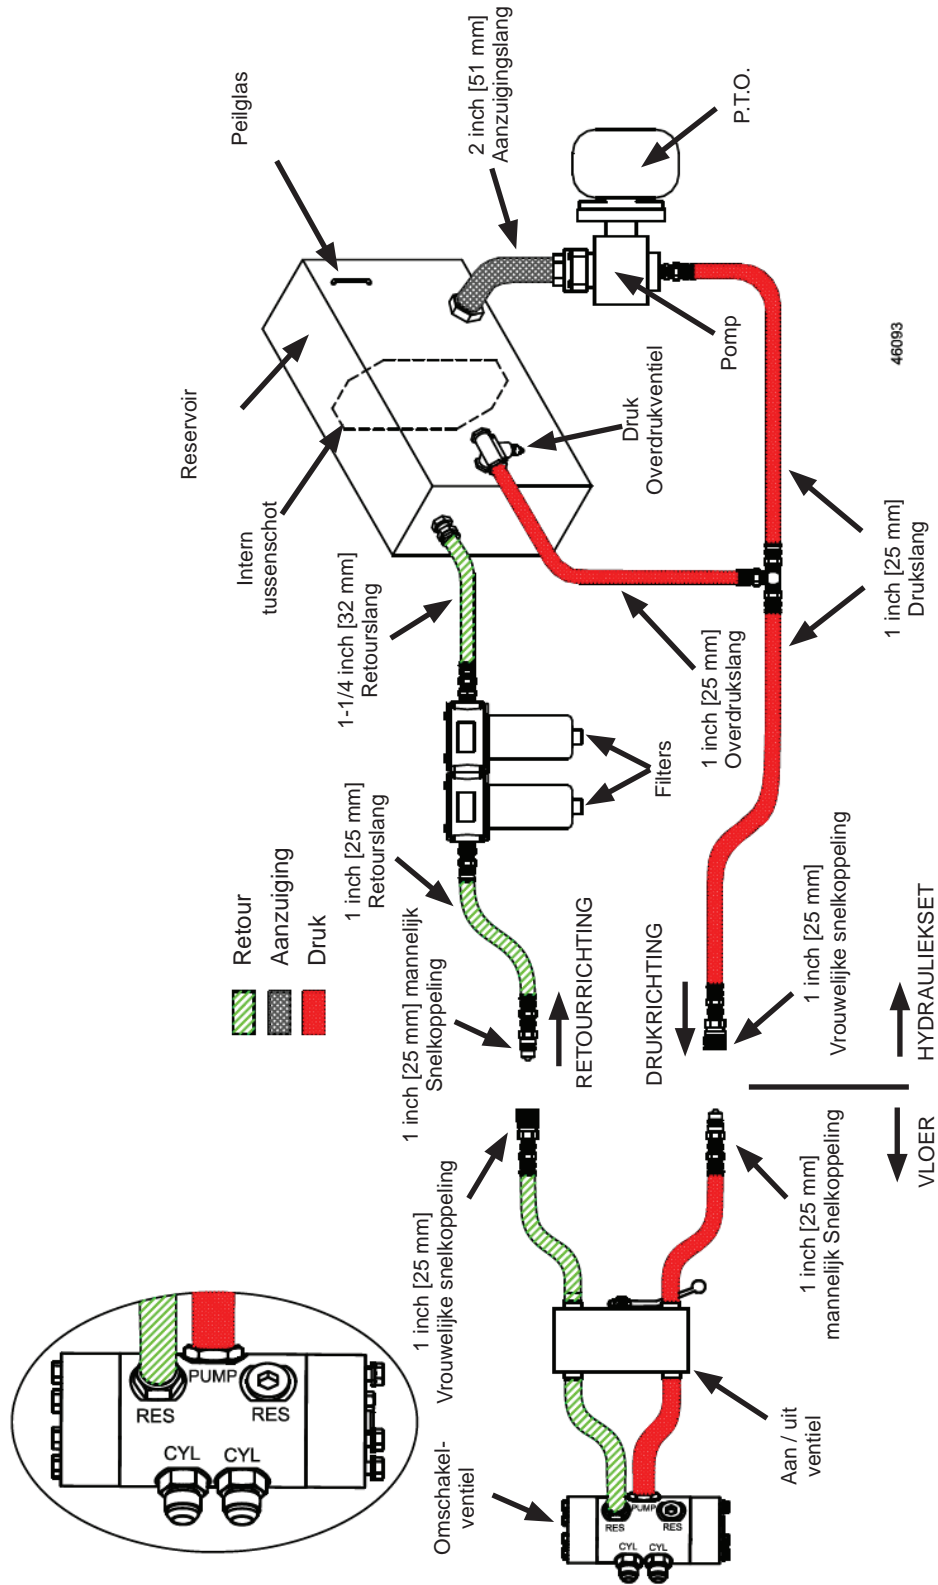 Retour
Aanzuiging
Druk
Peilglas
Reservoir
Intern
tussenschot
2 inch [51 mm]
Aanzuigingslang
P.T.O.
Pomp
Druk
Overdrukventiel
1-1/4 inch [32 mm]
Retourslang
1 inch [25 mm]
Retourslang
Filters
1 inch [25 mm]
Overdrukslang
1 inch [25 mm]
Drukslang
1 inch [25 mm] mannelijk
Snelkoppeling
RETOURRICHTING
DRUKRICHTING
1 inch [25 mm]
Vrouwelijke snelkoppeling
1 inch [25 mm]
Vrouwelijke snelkoppeling
1 inch [25 mm]
mannelijk Snelkoppeling
VLOER
HYDRAULIEKSET
Omschakel-
ventiel
Aan / uit
ventiel
RES
PUMP
RES
CYL
CYL
RES
PUMP
RES
CYL
CYL
46093